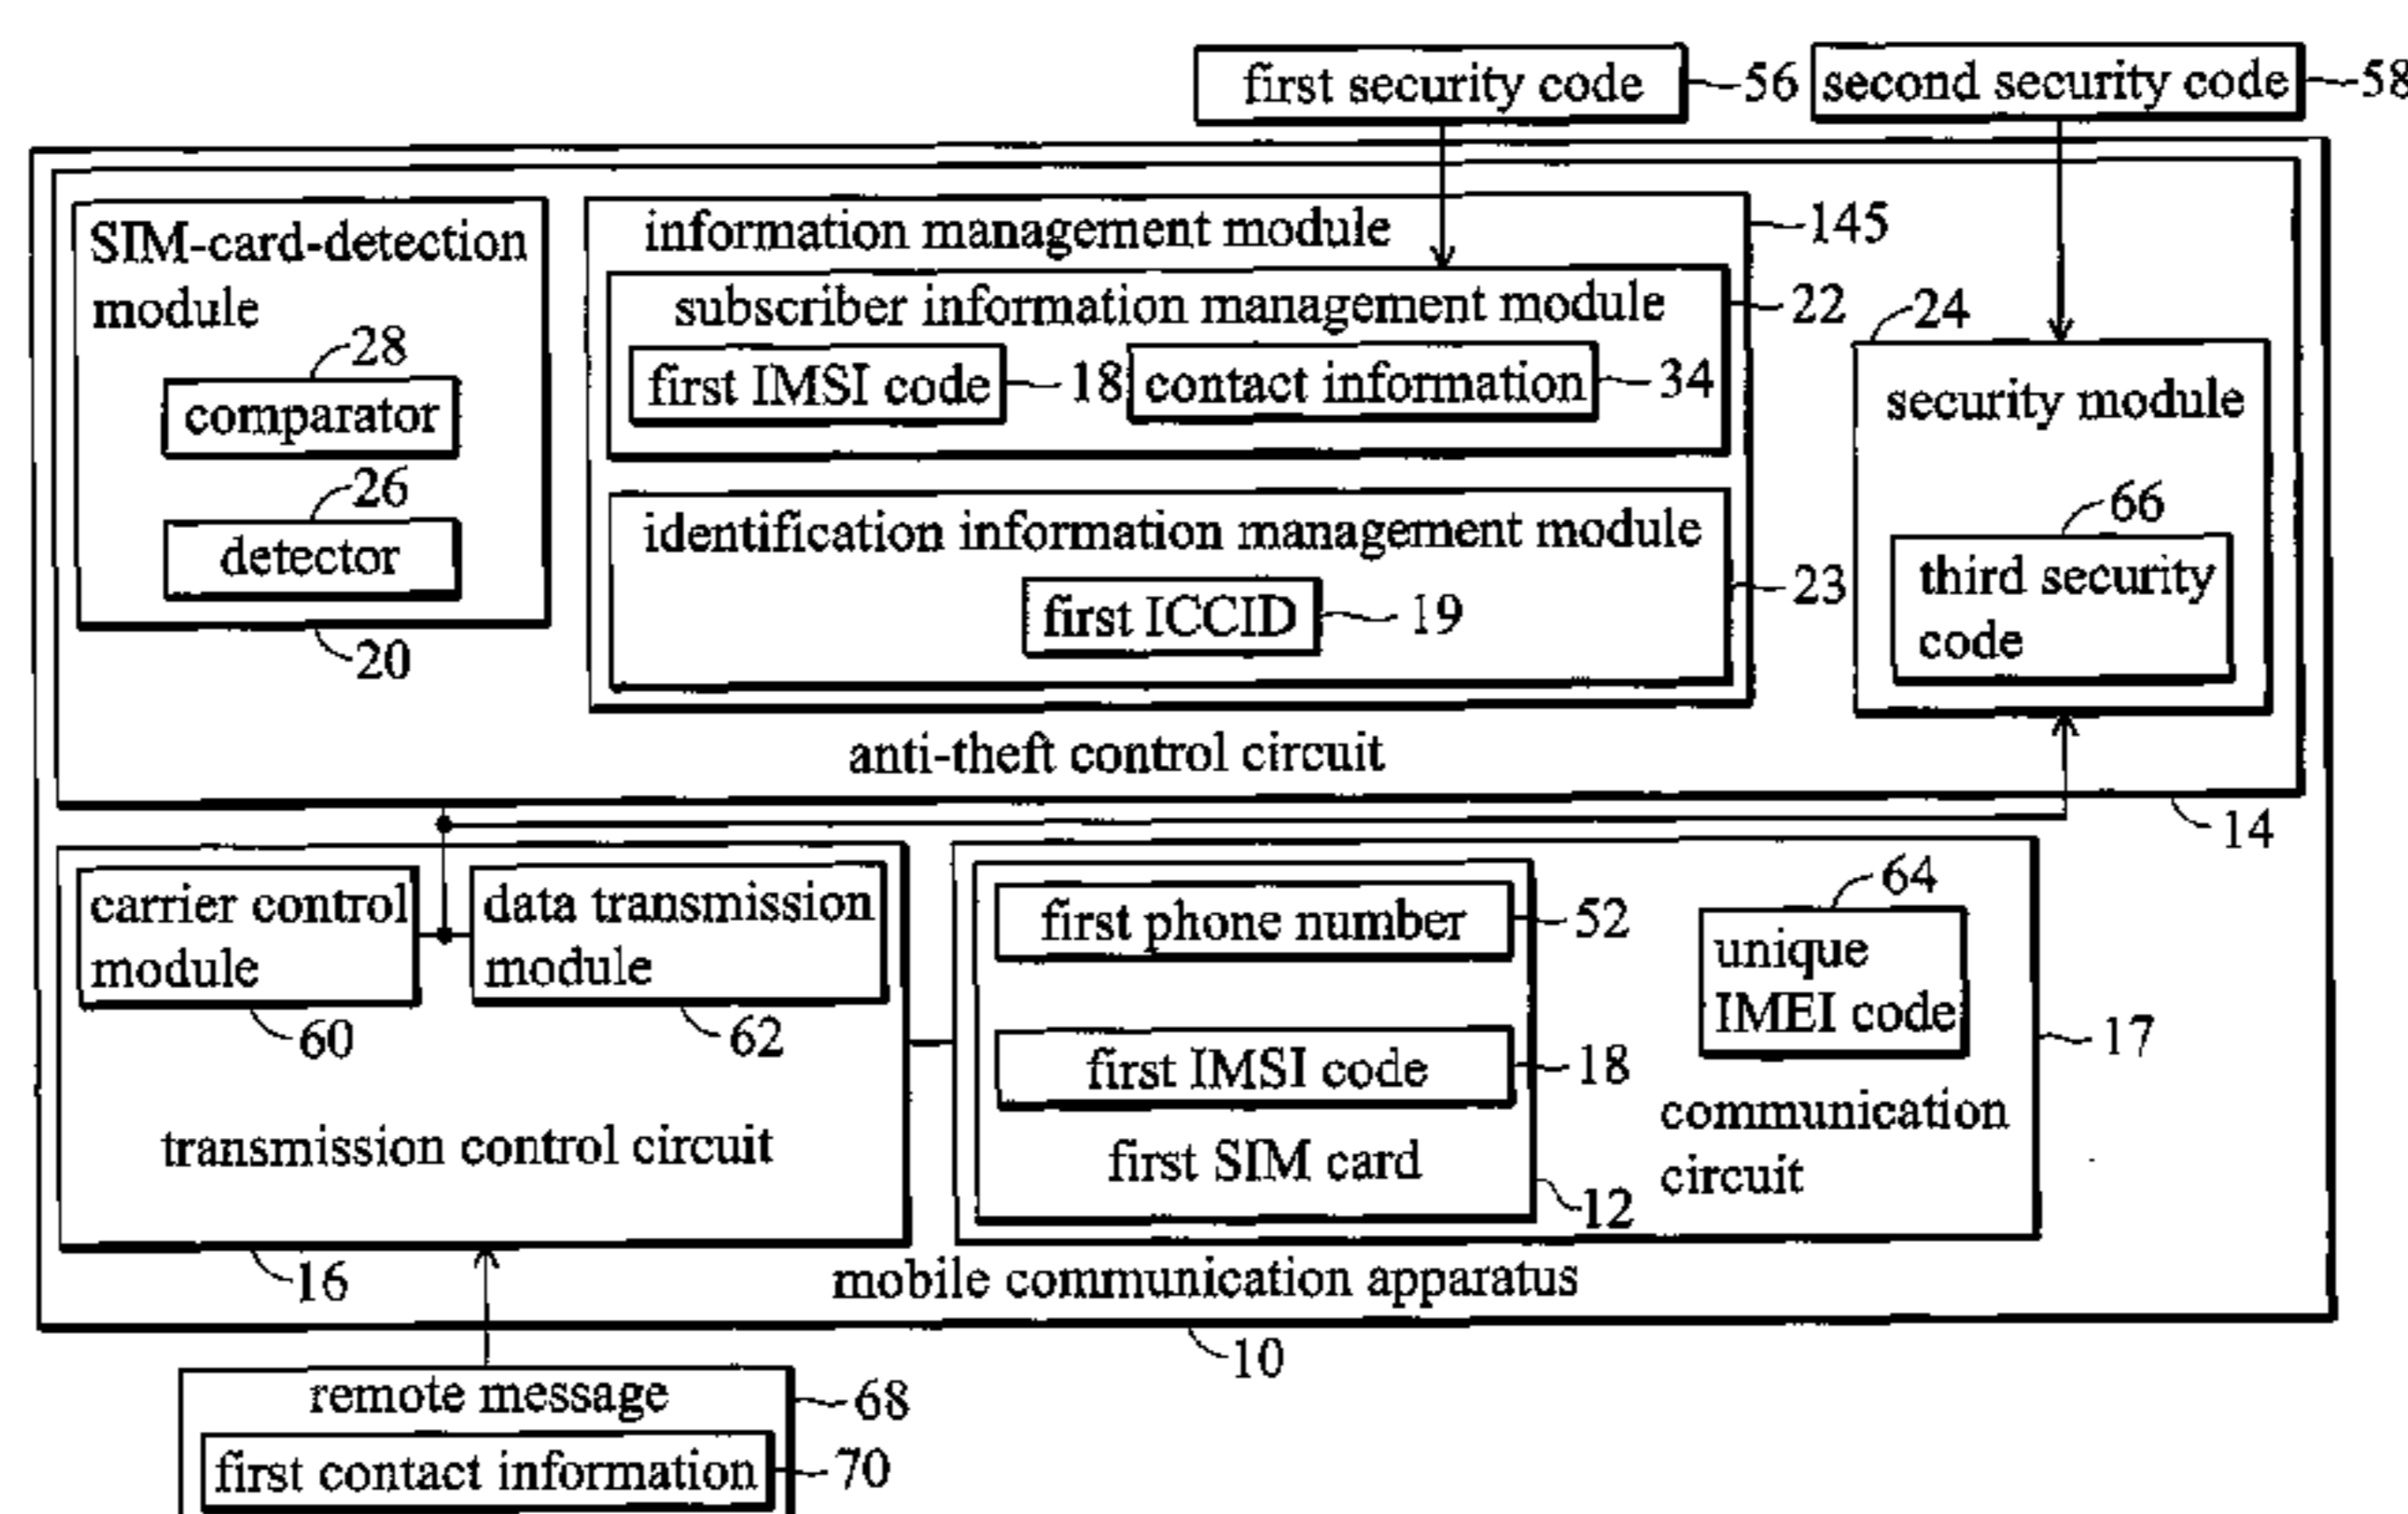 first security code 56
second security code 58
SIM-card-detection
module
28
comparator
26
detector
20
information management module 145
subscriber information management module 22
first IMSI code 18
contact information 34
identification information management module 23
first ICCID 19
24
security module
66
third security
code
anti-theft control circuit
14
carrier control
module
60
data transmission
module
62
transmission control circuit
16
first phone number 52
first IMSI code 18
first SIM card
12
64
unique
IMEI code
17
communication
circuit
mobile communication apparatus
10
remote message 68
first contact information 70